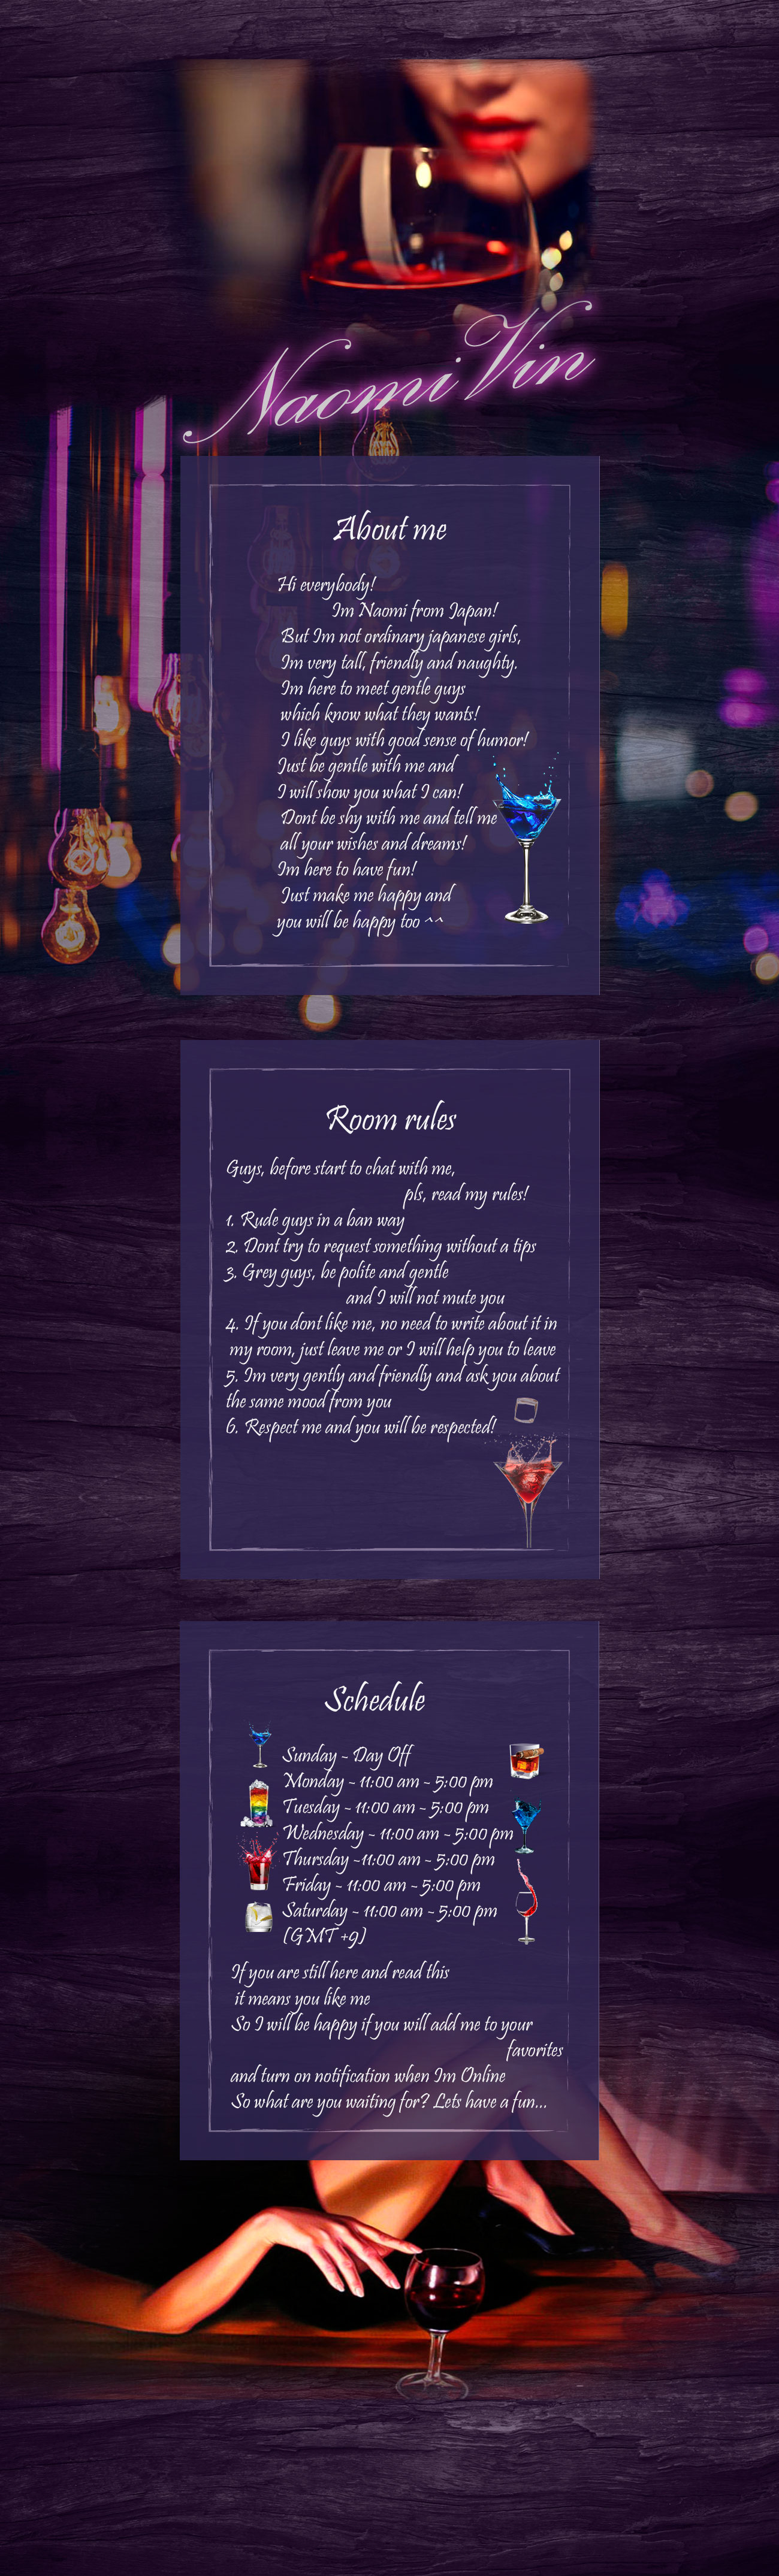 Naomi Vin
About me
Hi everybody!
Im Naomi from Japan!
But Im not ordinary japanese girls,
Im very tall, friendly and naughty.
Im here to meet gentle guys
which know what they wants!
I like guys with good sense of humor!
Just be gentle with me and
I will show you what I can!
Dont be shy with me and tell me
all your wishes and dreams!
Im here to have fun!
Just make me happy and
you will be happy too ^^
Room rules
Guys, before start to chat with me,
pls, read my rules!
1. Rude guys in a ban way
2. Dont try to request something without a tips
3. Grey guys, be polite and gentle
and I will not mute you
4. If you dont like me, no need to write about it in
my room, just leave me or I will help you to leave
5. Im very gently and friendly and ask you about
the same mood from you
6. Respect me and you will be respected!
Schedule
Sunday ~ Day Off
Monday ~ 11:00 am ~ 5:00 pm
Tuesday ~ 11:00 am ~ 5:00 pm
Wednesday ~ 11:00 am ~ 5:00 pm
Thursday ~11:00 am ~ 5:00 pm
Friday ~ 11:00 am ~ 5:00 pm
Saturday ~ 11:00 am ~ 5:00 pm
(GMT +9)
If you are still here and read this
it means you like me
So I will be happy if you will add me to your
favorites
and turn on notification when Im Online
So what are you waiting for? Lets have a fun...